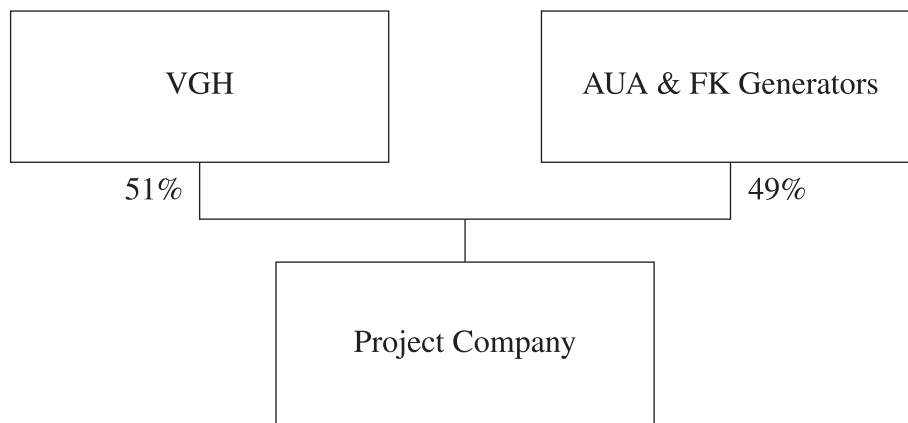 VGH
AUA & FK Generators
51%
49%
Project Company